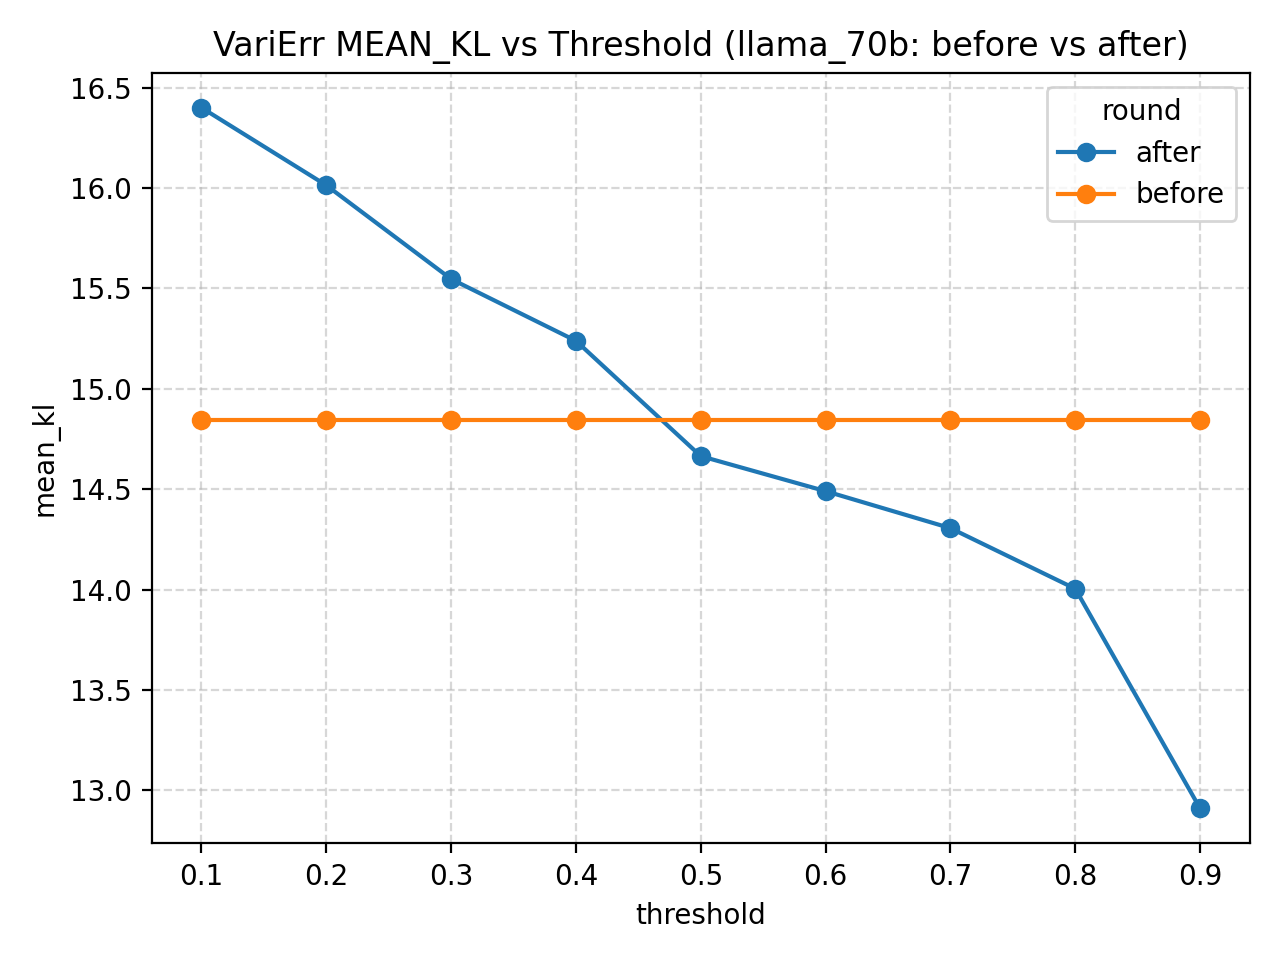 VariErr MEAN_KL vs Threshold (llama_70b: before vs after)
round
after
before
mean_kl
16.5
16.0
15.5
15.0
14.5
14.0
13.5
13.0
0.1 0.2 0.3 0.4 0.5 0.6 0.7 0.8 0.9
threshold